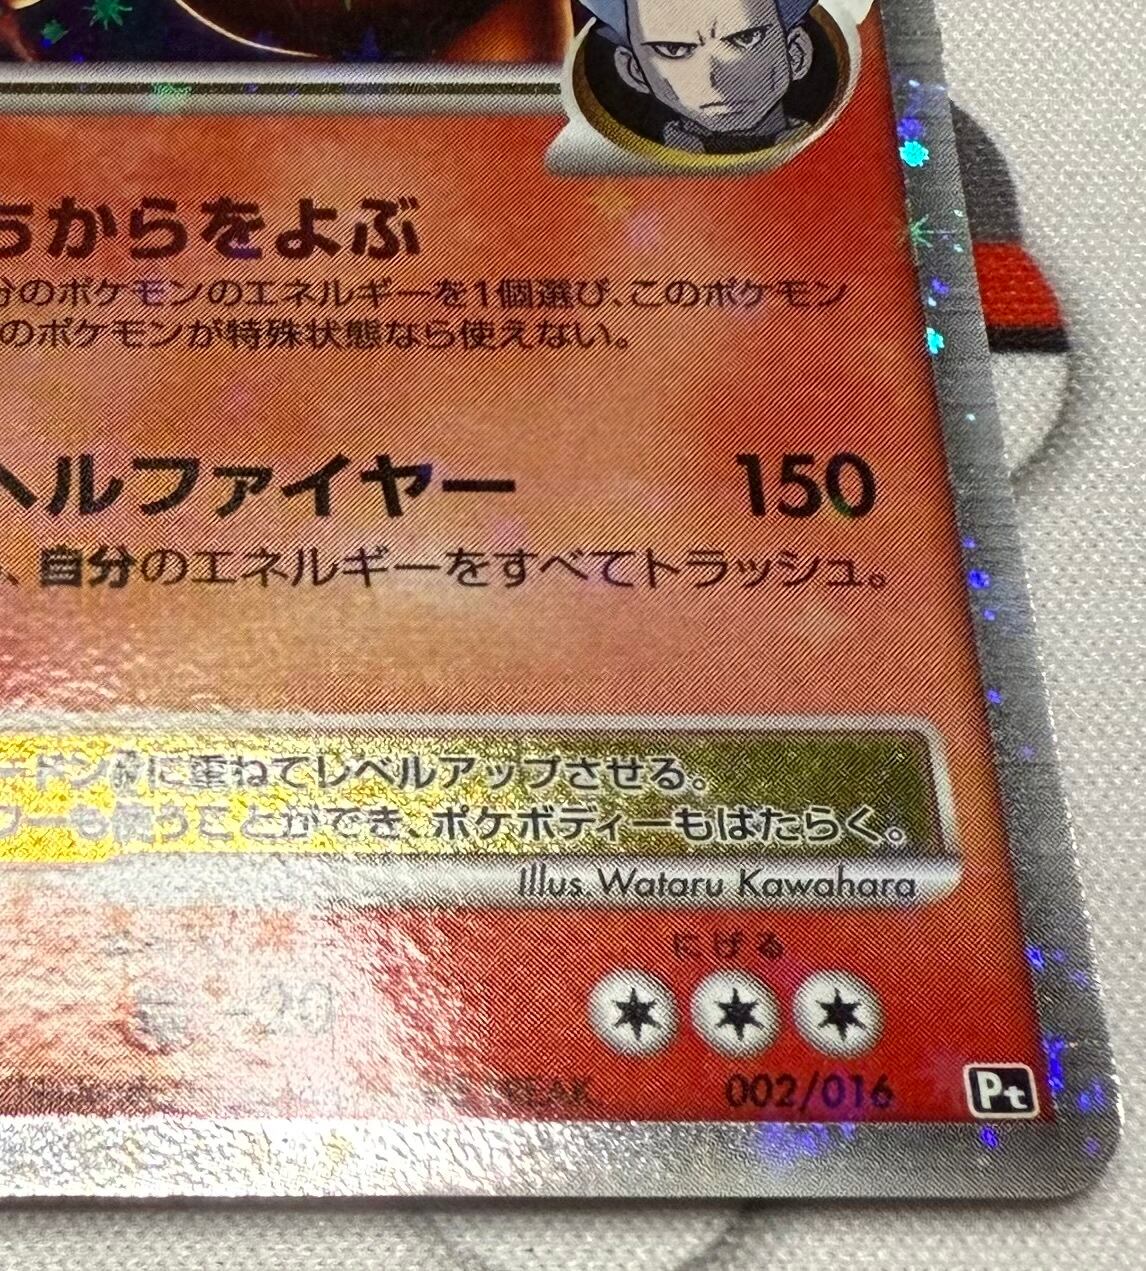 ちからをよぶ
分のポケモンのエネルギーを1個選び、このポケモン
のポケモンが特殊状態なら使えない。
ヘルファイヤー 150
、自分のエネルギーをすべてトラッシュ。
ードン に重ねてレベルアップさせる。
ワーも使うことができ、ポケボディーもはたらく。
Illus. Wataru Kawahara
にげる
-20
002/016 Pt